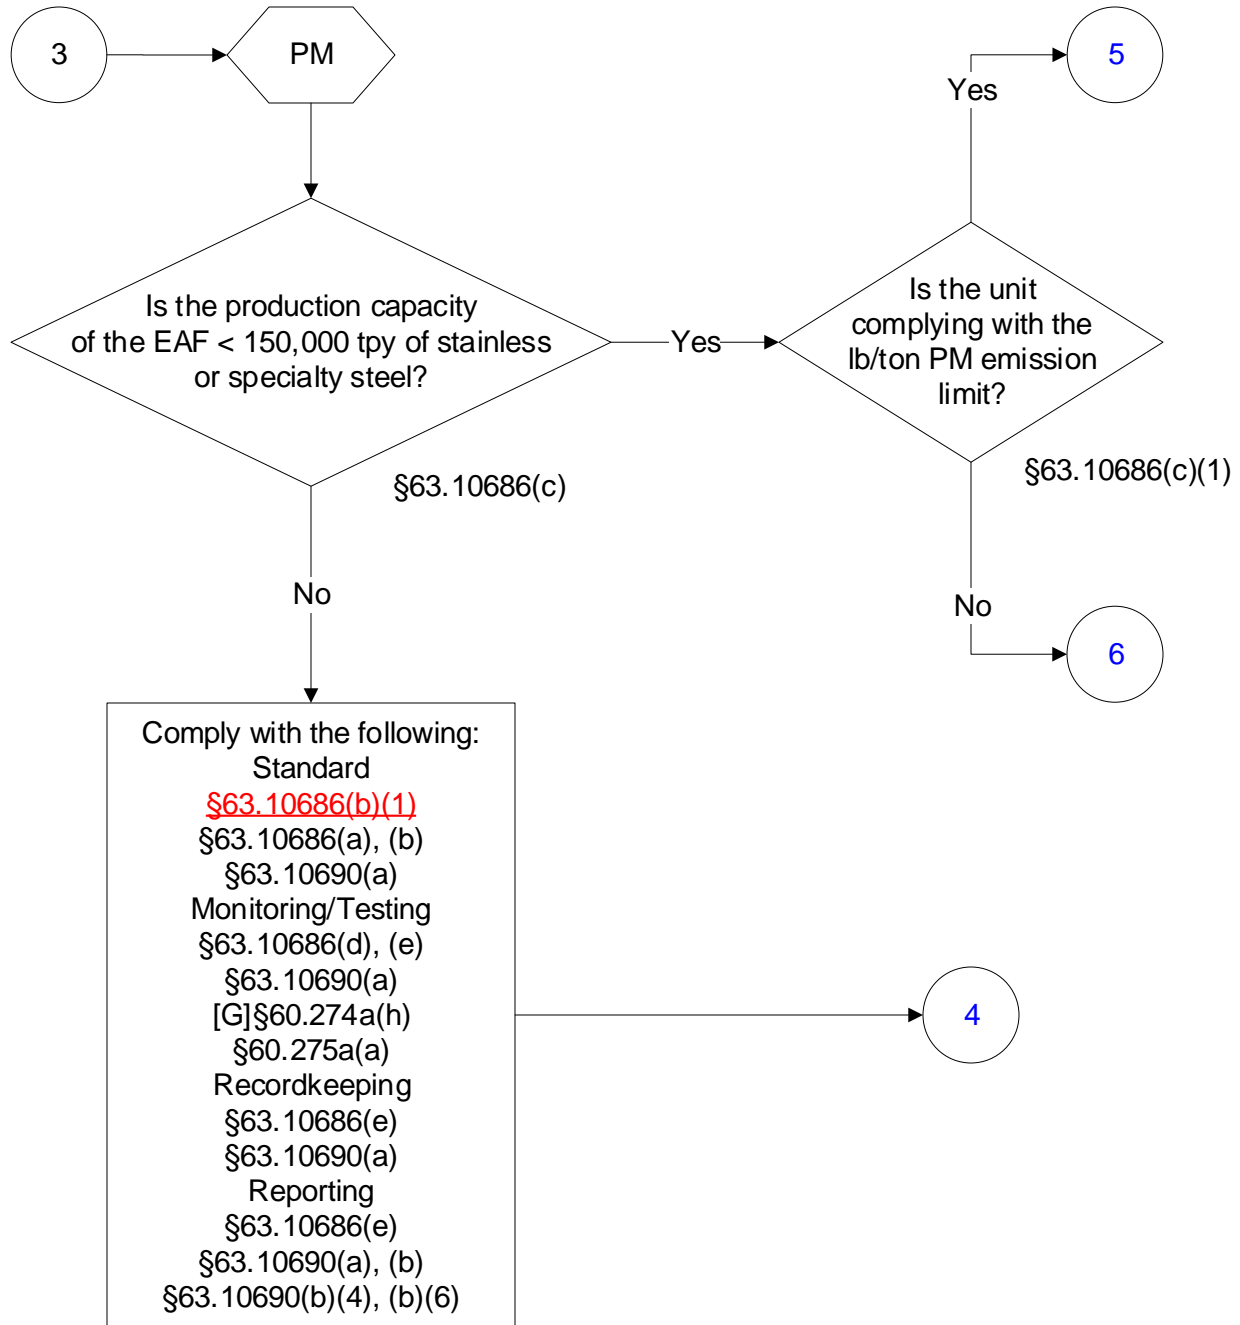 3
PM
5
Yes
Is the production capacity
of the EAF < 150,000 tpy of stainless
or specialty steel?
Yes
Is the unit
complying with the
lb/ton PM emission
limit?
§63.10686(c)
§63.10686(c)(1)
No
No
6
Comply with the following:
Standard
§63.10686(b)(1)
§63.10686(a), (b)
§63.10690(a)
Monitoring/Testing
§63.10686(d), (e)
§63.10690(a)
[G]§60.274a(h)
§60.275a(a)
Recordkeeping
§63.10686(e)
§63.10690(a)
Reporting
§63.10686(e)
§63.10690(a), (b)
§63.10690(b)(4), (b)(6)
4